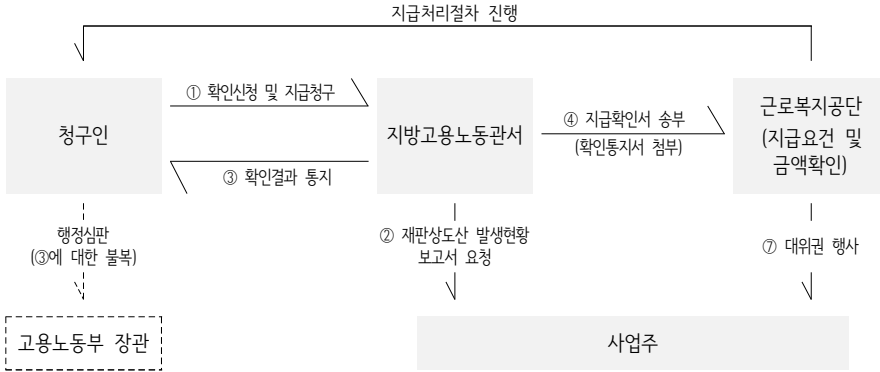 지급처리절차 진행
① 확인신청 및 지급청구
청구인
지방고용노동관서
④ 지급확인서 송부
(확인통지서 첨부)
근로복지공단
(지급요건 및
금액확인)
③ 확인결과 통지
행정심판
(③에 대한 불복)
② 재판상도산 발생현황
보고서 요청
⑦ 대위권 행사
고용노동부 장관
사업주